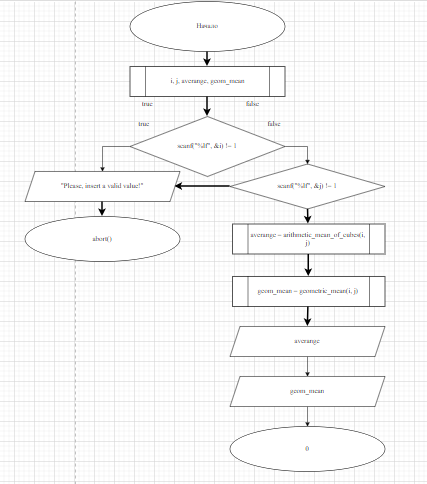 Начало
i, j, averange, geom_mean
true
false
true
false
scanf("%lf", &i) != 1
"Please, insert a valid value!"
scanf("%lf", &j) != 1
abort()
averange = arithmetic_mean_of_cubes(i,
j)
geom_mean = geometric_mean(i, j)
averange
geom_mean
0